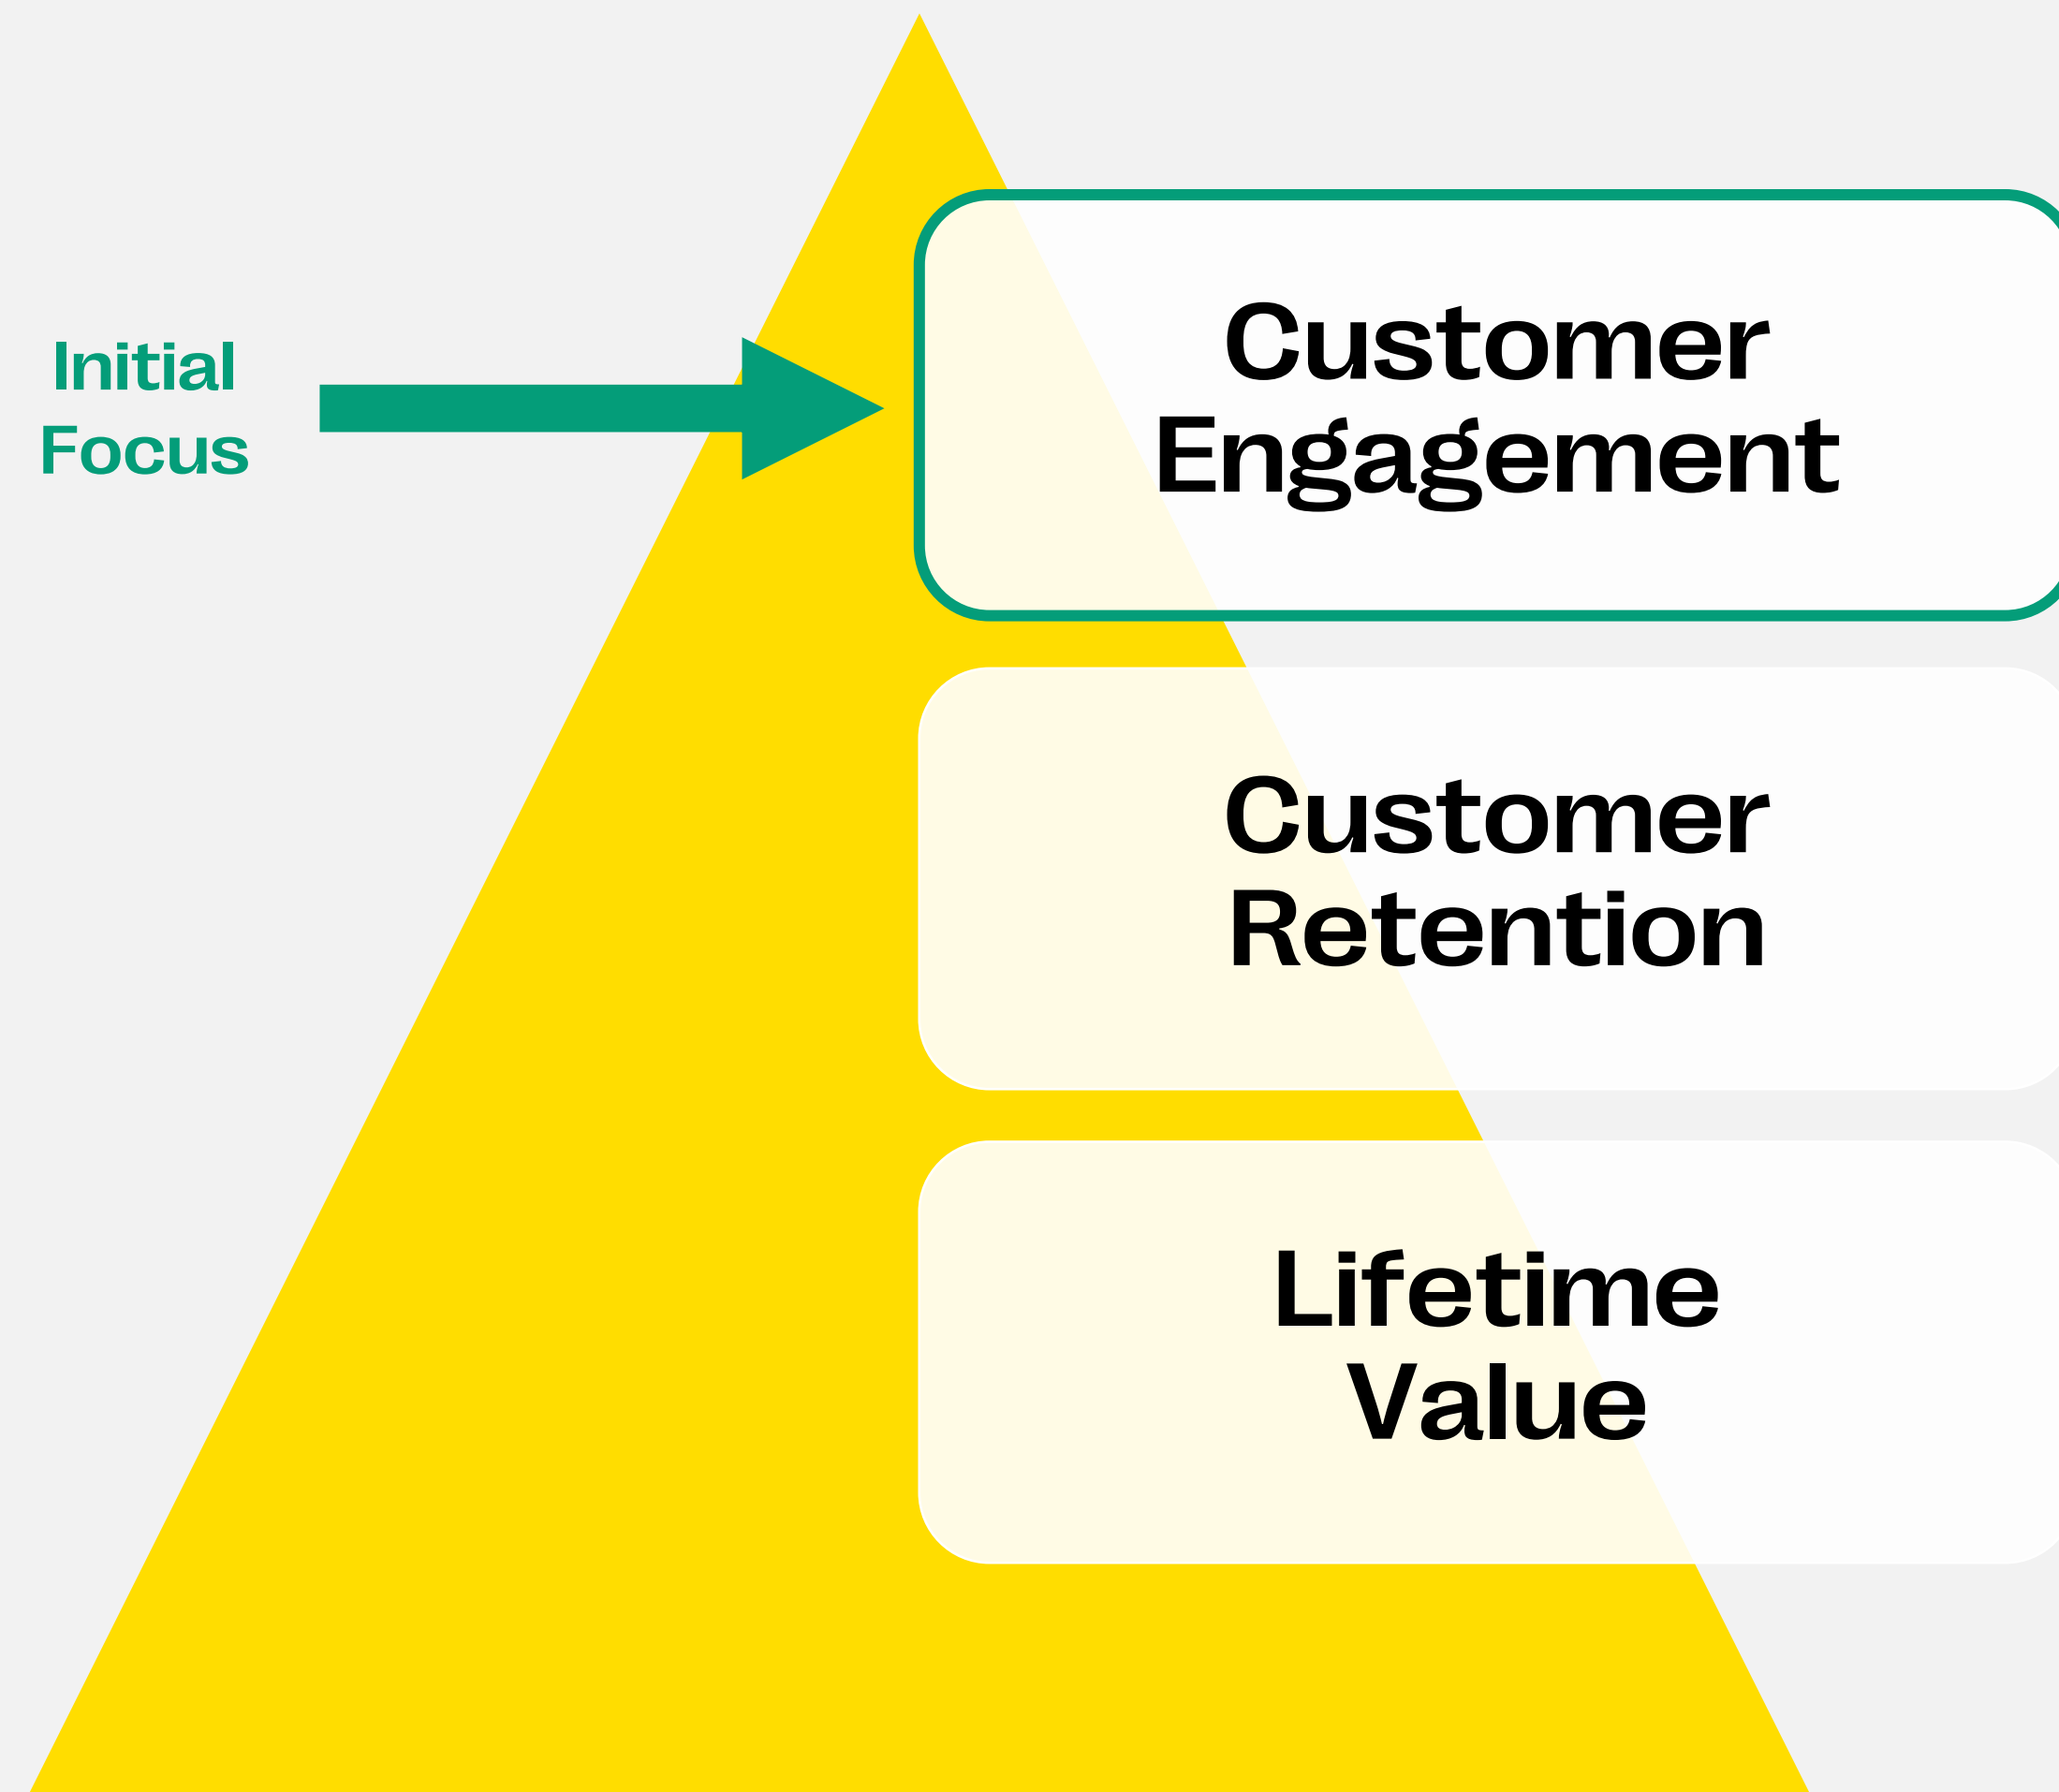 Initial
Focus
Customer
Engagement
Customer
Retention
Lifetime
Value